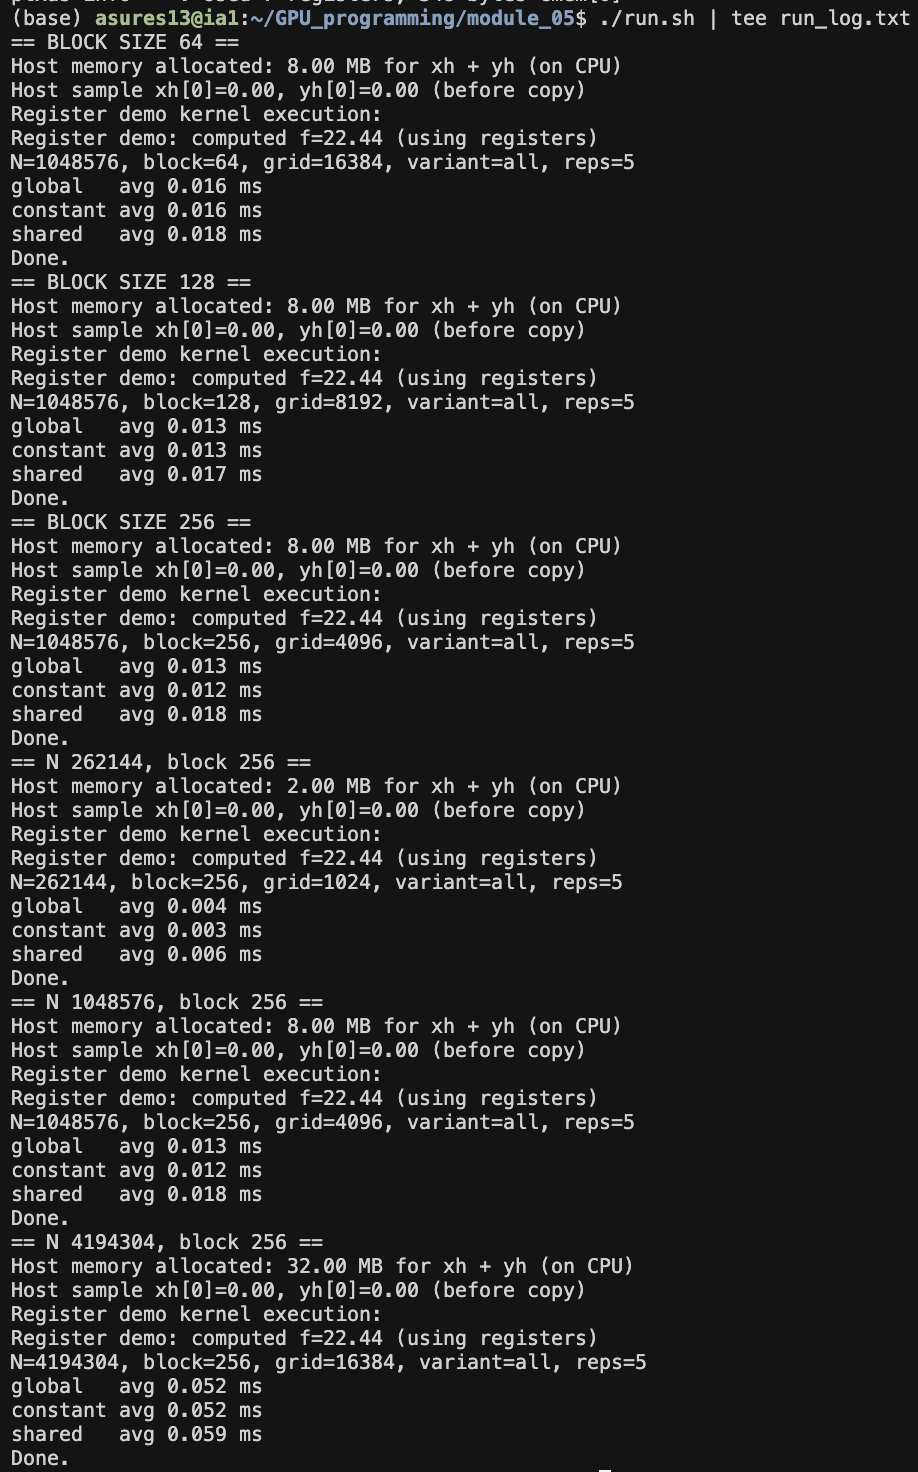 (base) asures13@ia1:~/GPU_programming/module_05$ ./run.sh | tee run_log.txt
== BLOCK SIZE 64 ==
Host memory allocated: 8.00 MB for xh + yh (on CPU)
Host sample xh[0]=0.00, yh[0]=0.00 (before copy)
Register demo kernel execution:
Register demo: computed f=22.44 (using registers)
N=1048576, block=64, grid=16384, variant=all, reps=5
global   avg 0.016 ms
constant avg 0.016 ms
shared   avg 0.018 ms
Done.
== BLOCK SIZE 128 ==
Host memory allocated: 8.00 MB for xh + yh (on CPU)
Host sample xh[0]=0.00, yh[0]=0.00 (before copy)
Register demo kernel execution:
Register demo: computed f=22.44 (using registers)
N=1048576, block=128, grid=8192, variant=all, reps=5
global   avg 0.013 ms
constant avg 0.013 ms
shared   avg 0.017 ms
Done.
== BLOCK SIZE 256 ==
Host memory allocated: 8.00 MB for xh + yh (on CPU)
Host sample xh[0]=0.00, yh[0]=0.00 (before copy)
Register demo kernel execution:
Register demo: computed f=22.44 (using registers)
N=1048576, block=256, grid=4096, variant=all, reps=5
global   avg 0.013 ms
constant avg 0.012 ms
shared   avg 0.018 ms
Done.
== N 262144, block 256 ==
Host memory allocated: 2.00 MB for xh + yh (on CPU)
Host sample xh[0]=0.00, yh[0]=0.00 (before copy)
Register demo kernel execution:
Register demo: computed f=22.44 (using registers)
N=262144, block=256, grid=1024, variant=all, reps=5
global   avg 0.004 ms
constant avg 0.003 ms
shared   avg 0.006 ms
Done.
== N 1048576, block 256 ==
Host memory allocated: 8.00 MB for xh + yh (on CPU)
Host sample xh[0]=0.00, yh[0]=0.00 (before copy)
Register demo kernel execution:
Register demo: computed f=22.44 (using registers)
N=1048576, block=256, grid=4096, variant=all, reps=5
global   avg 0.013 ms
constant avg 0.012 ms
shared   avg 0.018 ms
Done.
== N 4194304, block 256 ==
Host memory allocated: 32.00 MB for xh + yh (on CPU)
Host sample xh[0]=0.00, yh[0]=0.00 (before copy)
Register demo kernel execution:
Register demo: computed f=22.44 (using registers)
N=4194304, block=256, grid=16384, variant=all, reps=5
global   avg 0.052 ms
constant avg 0.052 ms
shared   avg 0.059 ms
Done.